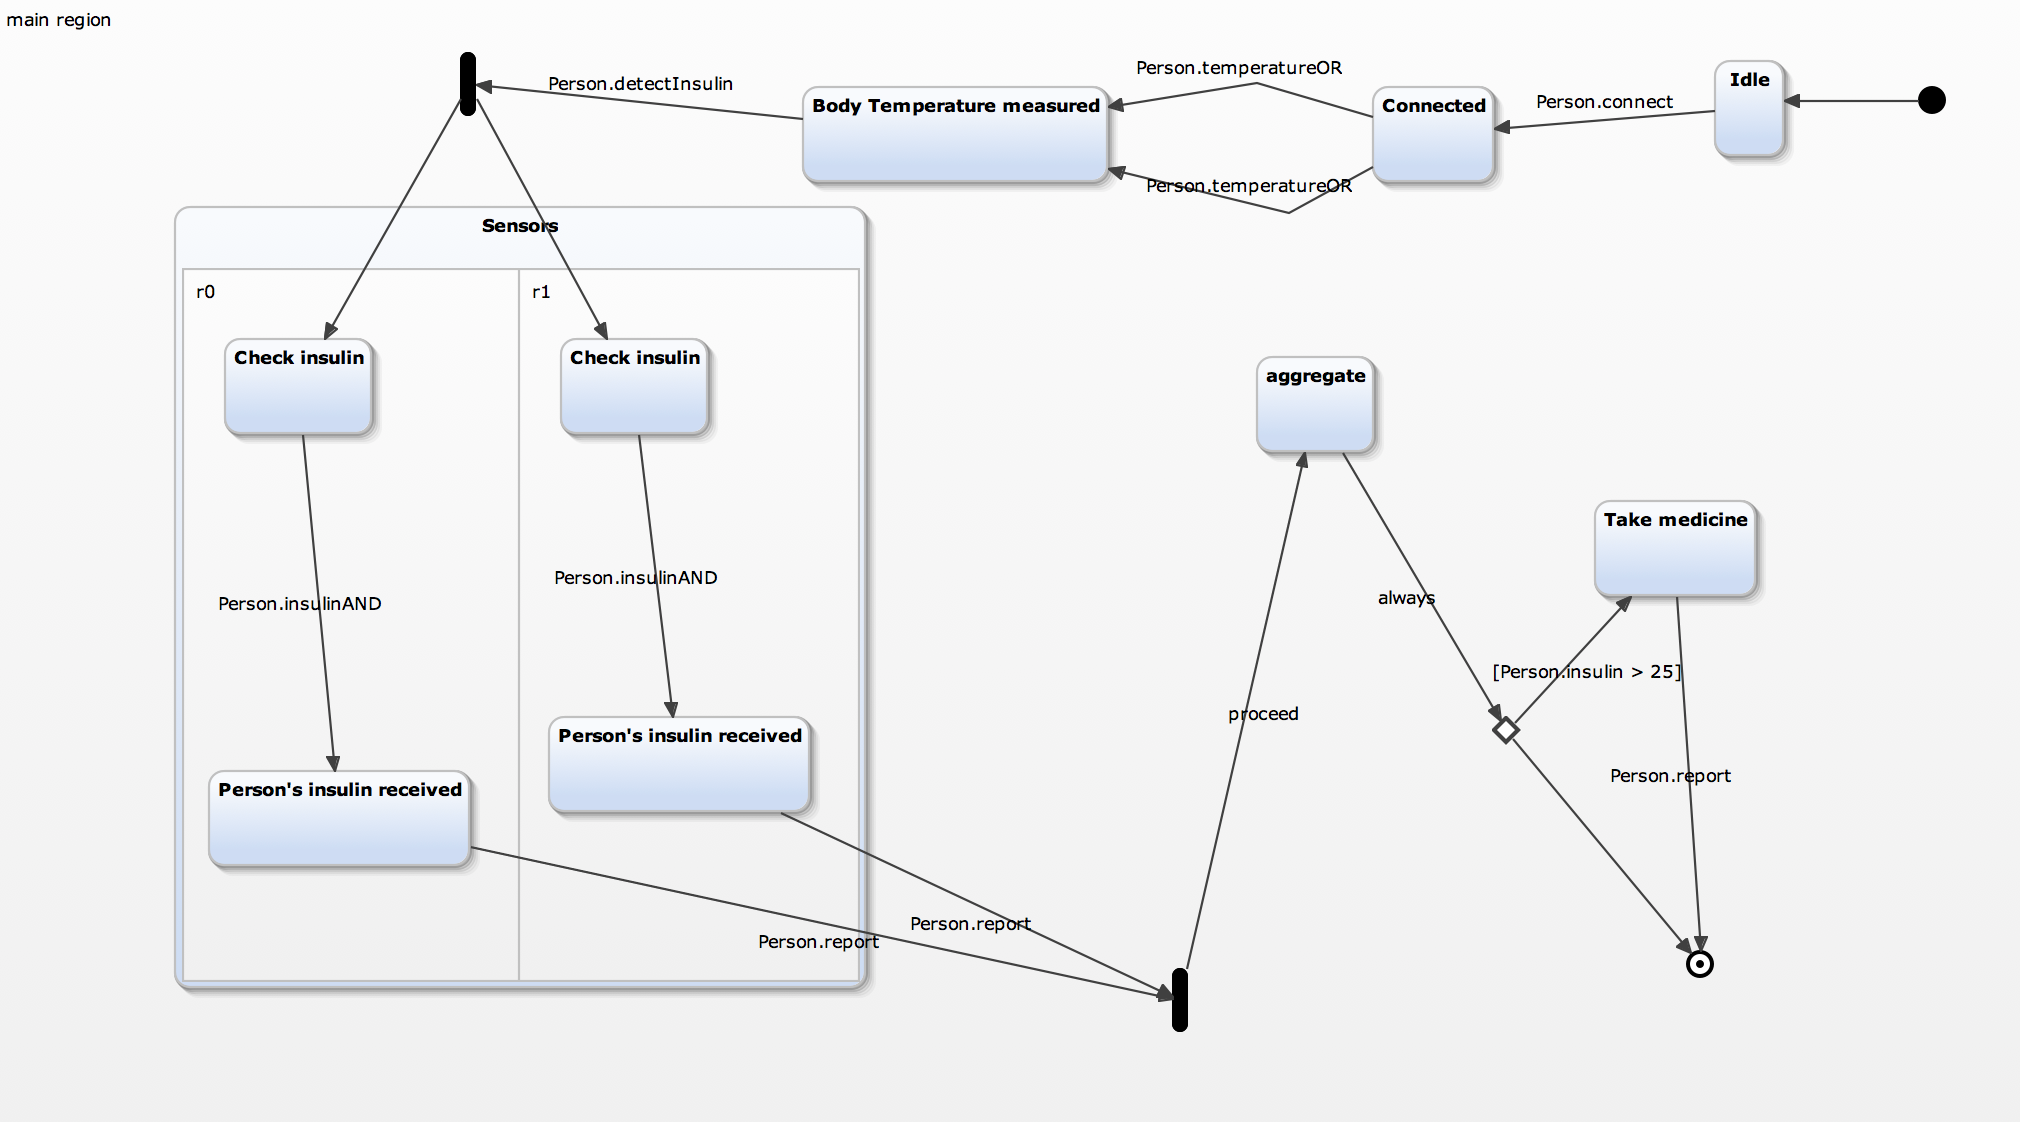 main region
Person.temperatureOR
Idle
Person.detectInsulin
Body Temperature measured
Connected
Person.connect
Person.temperatureOR
Sensors
r0
r1
Check insulin
Check insulin
aggregate
Take medicine
Person.insulinAND
Person.insulinAND
always
[Person.insulin > 25]
proceed
Person's insulin received
Person's insulin received
Person.report
Person.report
Person.report